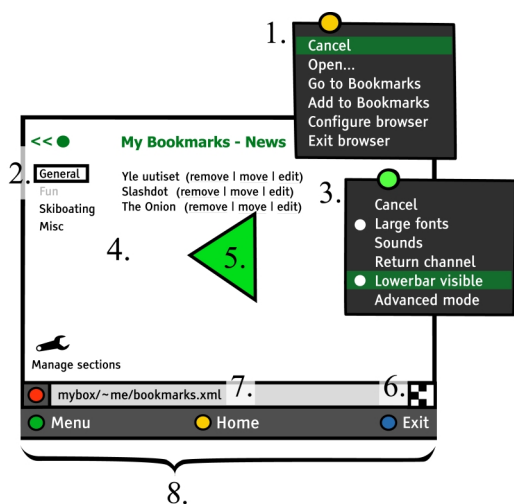 1.
Cancel
Open...
Go to Bookmarks
Add to Bookmarks
Configure browser
Exit browser
<< My Bookmarks - News
2. General
Fun
Skiboating
Misc
Yle uutiset (remove | move | edit)
Slashdot (remove | move | edit)
The Onion (remove | move | edit)
3.
Cancel
Large fonts
Sounds
Return channel
Lowerbar visible
Advanced mode
4.
5.
Manage sections
mybox/~me/bookmarks.xml 7. 6.
Menu Home Exit
8.